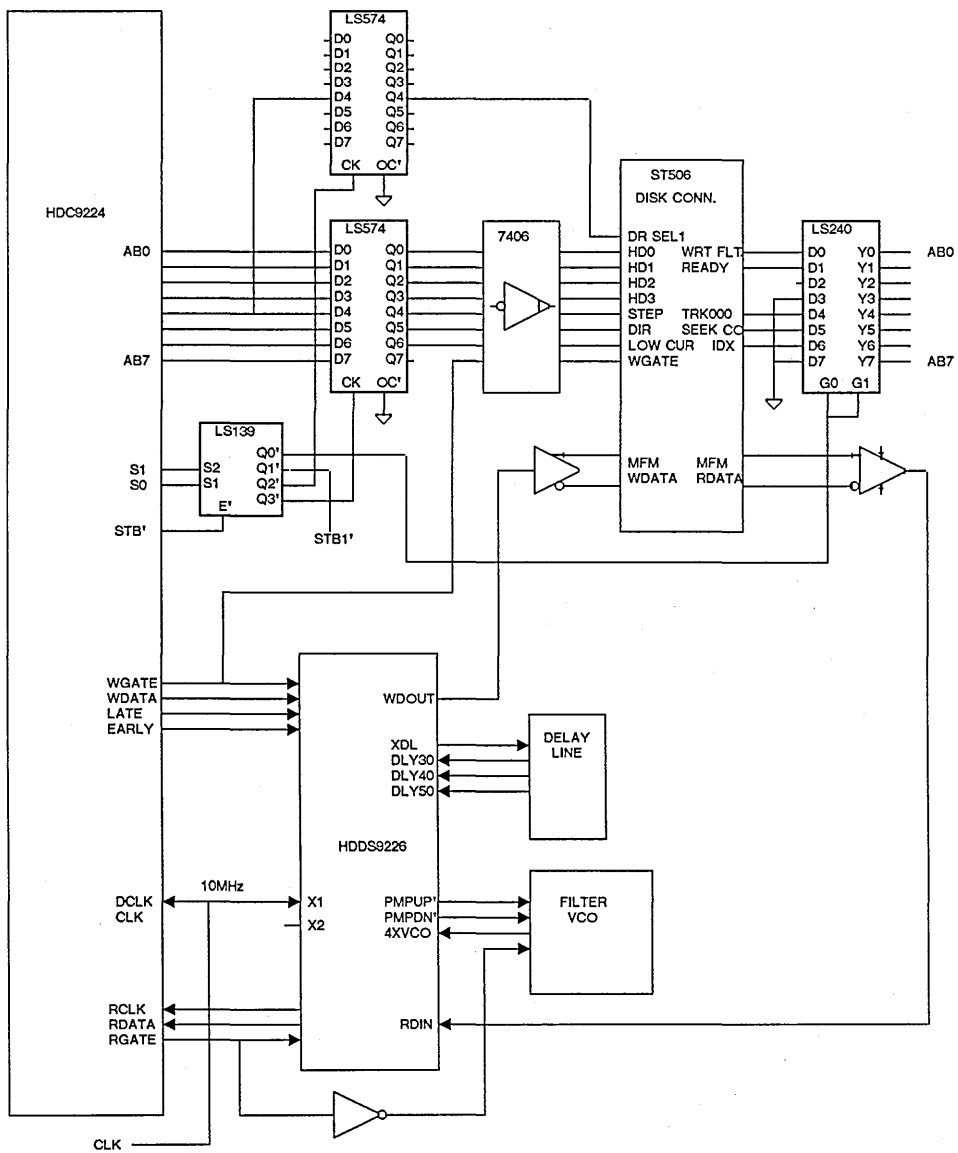 HDC9224
AB0
AB7
S1
S0
STB'
WGATE
WDATA
LATE
EARLY
DCLK
CLK
RCLK
RDATA
RGATE
CLK
10MHz
LS574
D0 Q0
D1 Q1
D2 Q2
D3 Q3
D4 Q4
D5 Q5
D6 Q6
D7 Q7
CK OC'
LS574
D0 Q0
D1 Q1
D2 Q2
D3 Q3
D4 Q4
D5 Q5
D6 Q6
D7 Q7
CK OC'
LS139
S2
S1
E'
Q0'
Q1'
Q2'
Q3'
STB1'
7406
ST506
DISK CONN.
DR SEL1
HD0 WRT FLT
HD1 READY
HD2
HD3
STEP TRK000
DIR SEEK CO
LOW CUR IDX
WGATE
MFM MFM
WDATA RDATA
LS240
D0 Y0
D1 Y1
D2 Y2
D3 Y3
D4 Y4
D5 Y5
D6 Y6
D7 Y7
G0 G1
AB0
AB7
HDDS9226
X1
X2
WDOUT
XDL
DLY30
DLY40
DLY50
PMPUP'
PMPDN'
4XVCO
RDIN
DELAY
LINE
FILTER
VCO